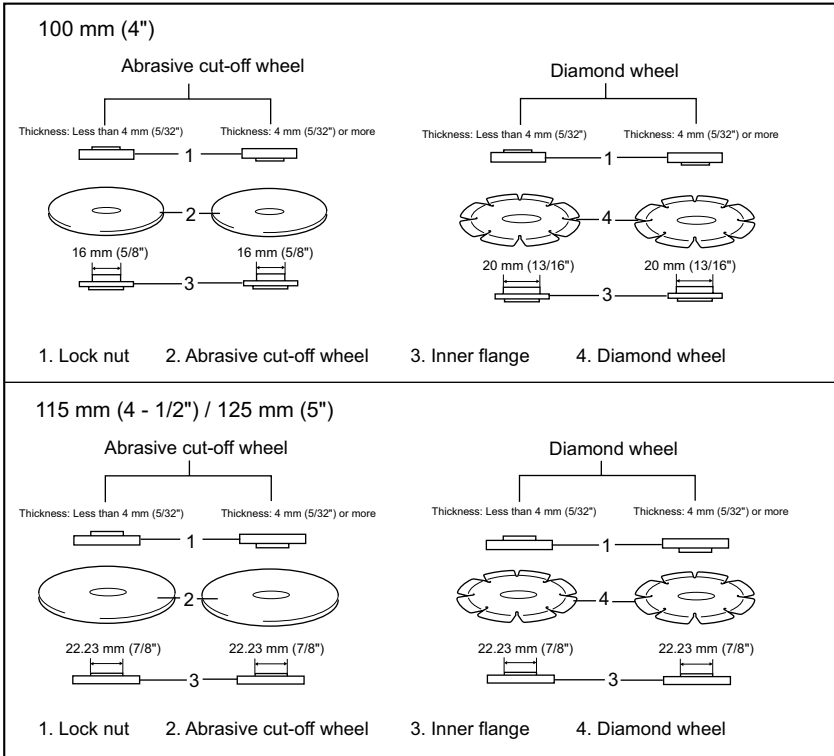 100 mm (4")
Abrasive cut-off wheel
Diamond wheel
Thickness: Less than 4 mm (5/32")
Thickness: 4 mm (5/32") or more
Thickness: Less than 4 mm (5/32")
Thickness: 4 mm (5/32") or more
1
1
2
4
16 mm (5/8")
16 mm (5/8")
20 mm (13/16")
20 mm (13/16")
3
3
1. Lock nut 2. Abrasive cut-off wheel 3. Inner flange 4. Diamond wheel
115 mm (4 - 1/2") / 125 mm (5")
Abrasive cut-off wheel
Diamond wheel
Thickness: Less than 4 mm (5/32")
Thickness: 4 mm (5/32") or more
Thickness: Less than 4 mm (5/32")
Thickness: 4 mm (5/32") or more
1
1
2
4
22.23 mm (7/8")
22.23 mm (7/8")
22.23 mm (7/8")
22.23 mm (7/8")
3
3
1. Lock nut 2. Abrasive cut-off wheel 3. Inner flange 4. Diamond wheel